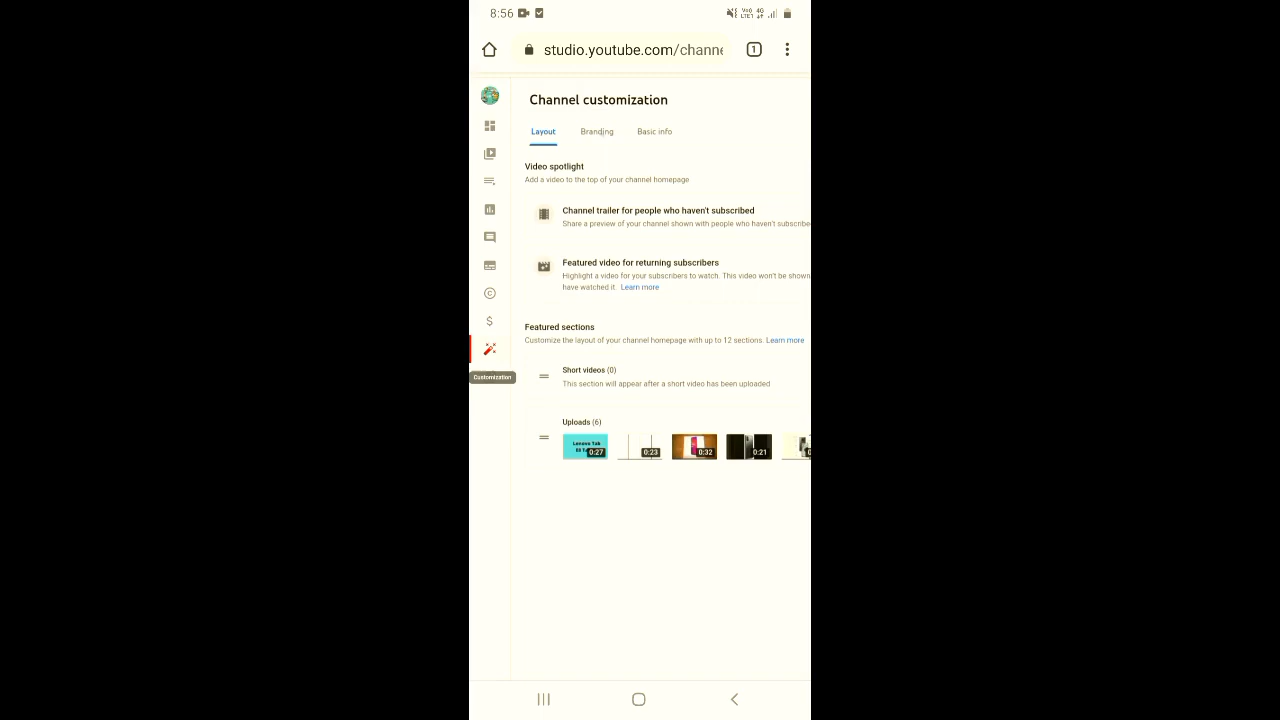 8:56
Vo) 4G
LTE1
studio.youtube.com/channe
1
Channel customization
Layout Branding Basic info
Video spotlight
Add a video to the top of your channel homepage
Channel trailer for people who haven't subscribed
Share a preview of your channel shown with people who haven't subscribe
Featured video for returning subscribers
Highlight a video for your subscribers to watch. This video won't be shown
have watched it. Learn more
Featured sections
Customize the layout of your channel homepage with up to 12 sections. Learn more
Short videos (0)
Customization
This section will appear after a short video has been uploaded
Uploads (6)
Lenovo Tab
0:27 0:23 0:32 0:21